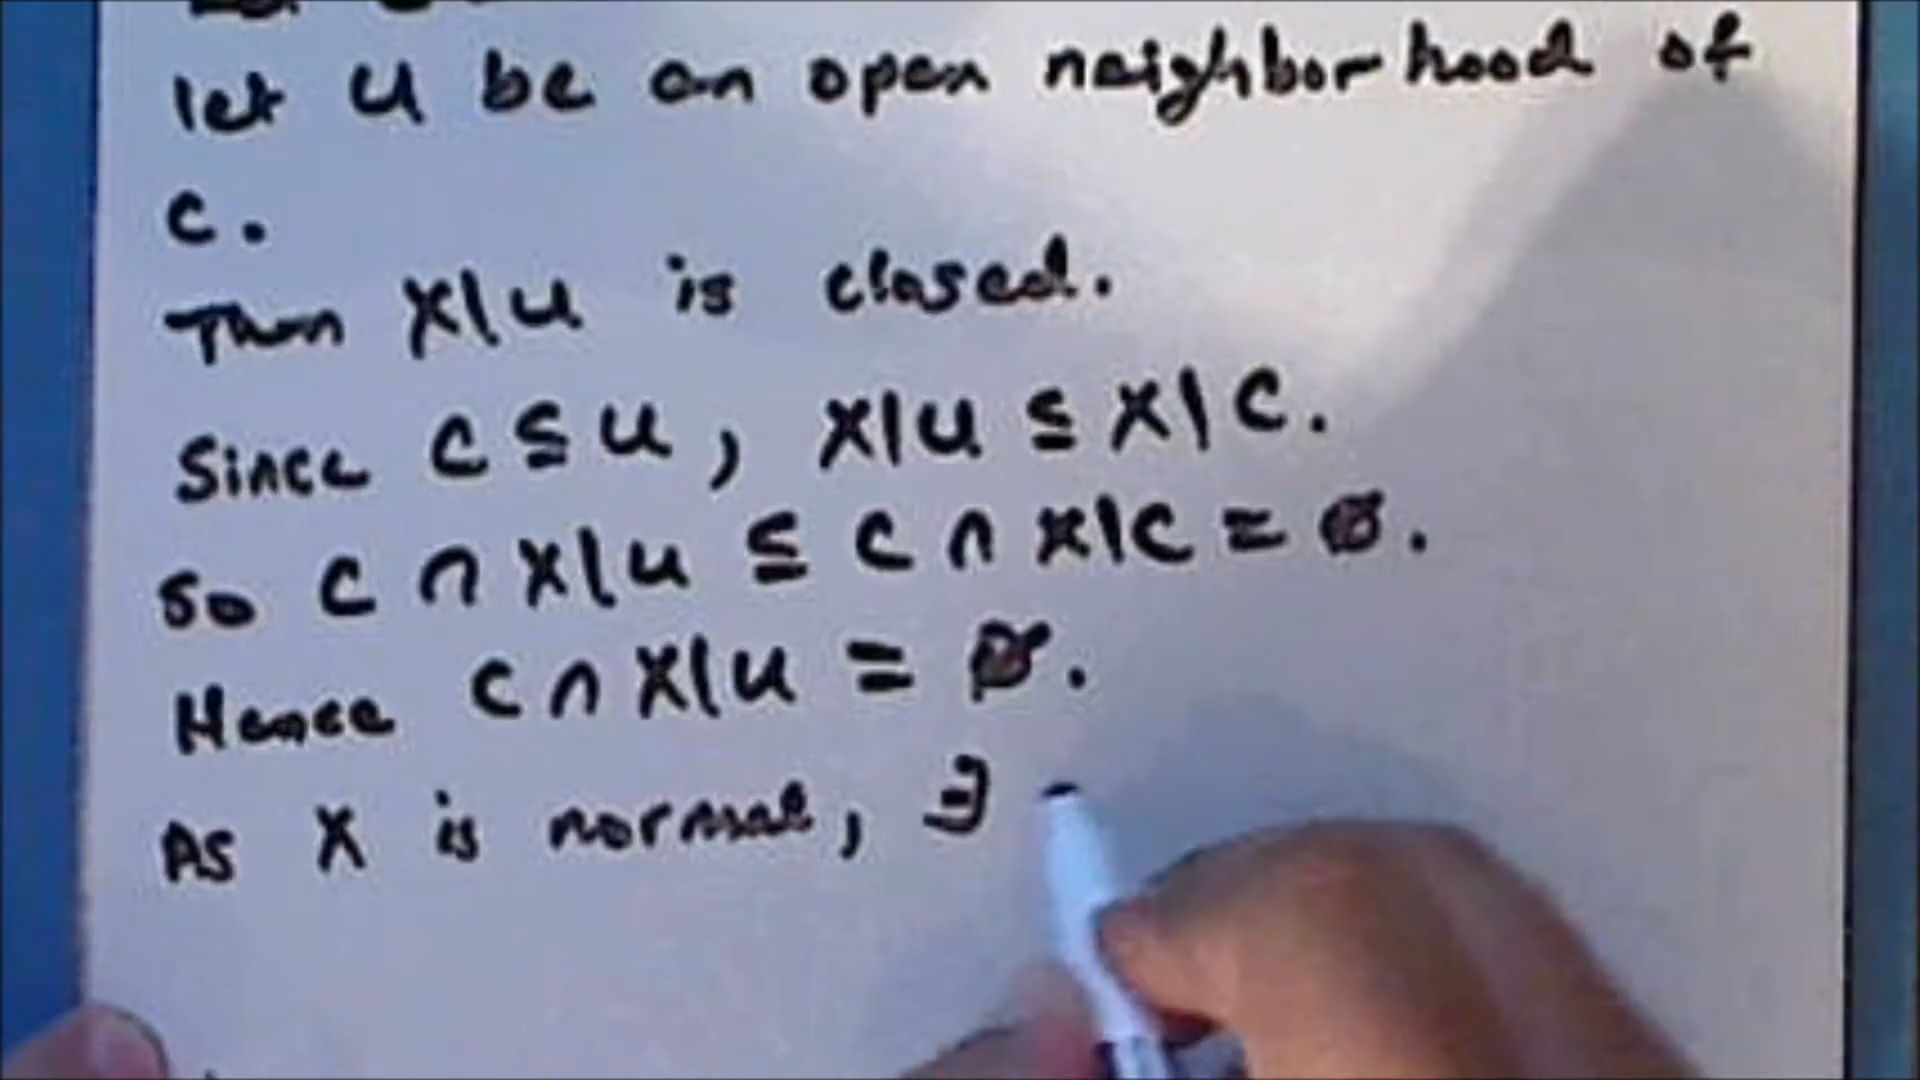 let U be an open neighborhood of
C.
Then X\U is closed.
Since C ⊆ U, X\U ⊆ X\C.
So C ∩ X\U ⊆ C ∩ X\C = ∅.
Hence C ∩ X\U = ∅.
As X is normal, ∃